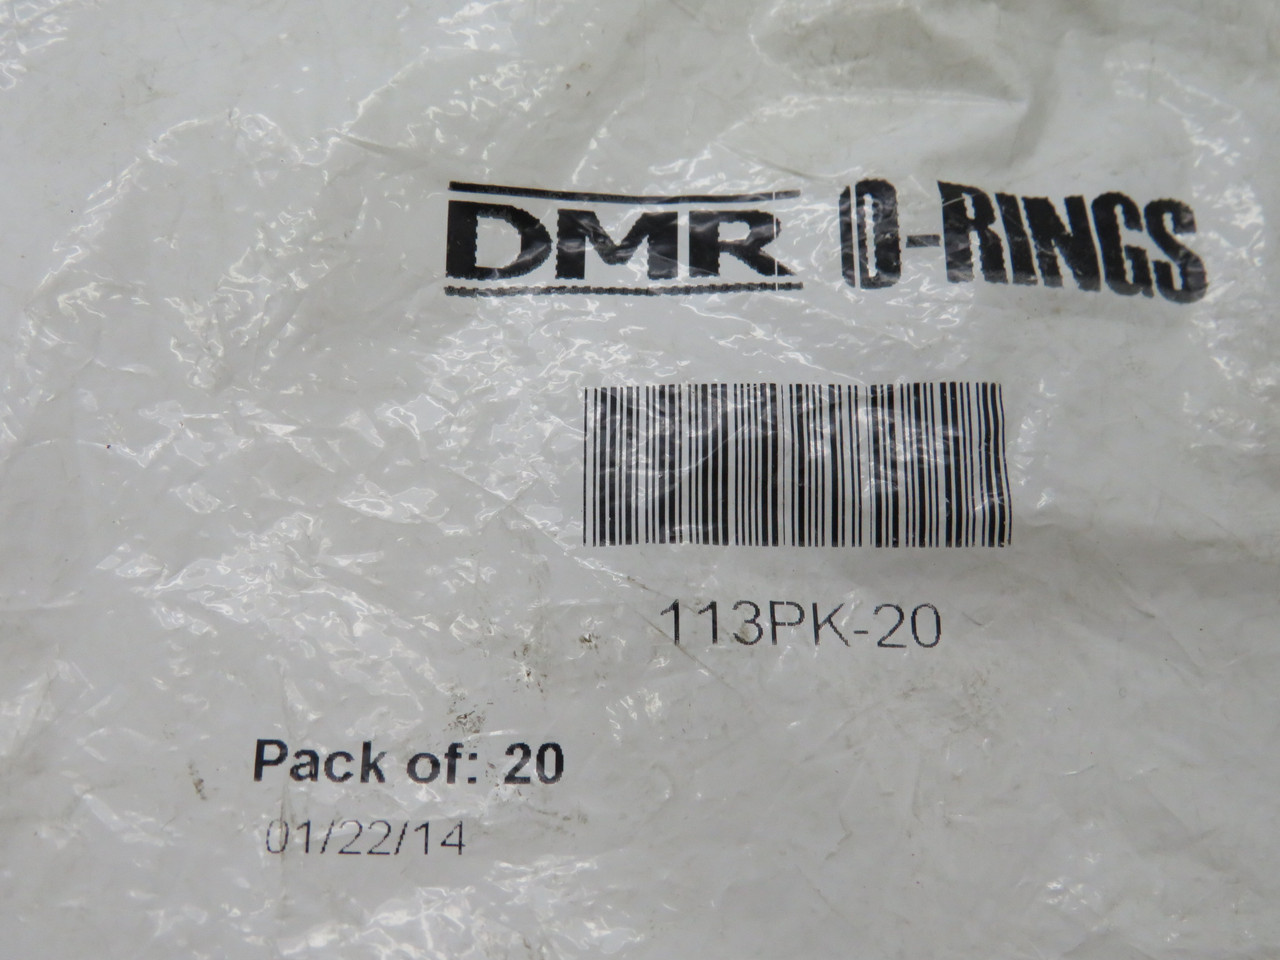 DMR O-RINGS
113PK-20
Pack of: 20
01/22/14